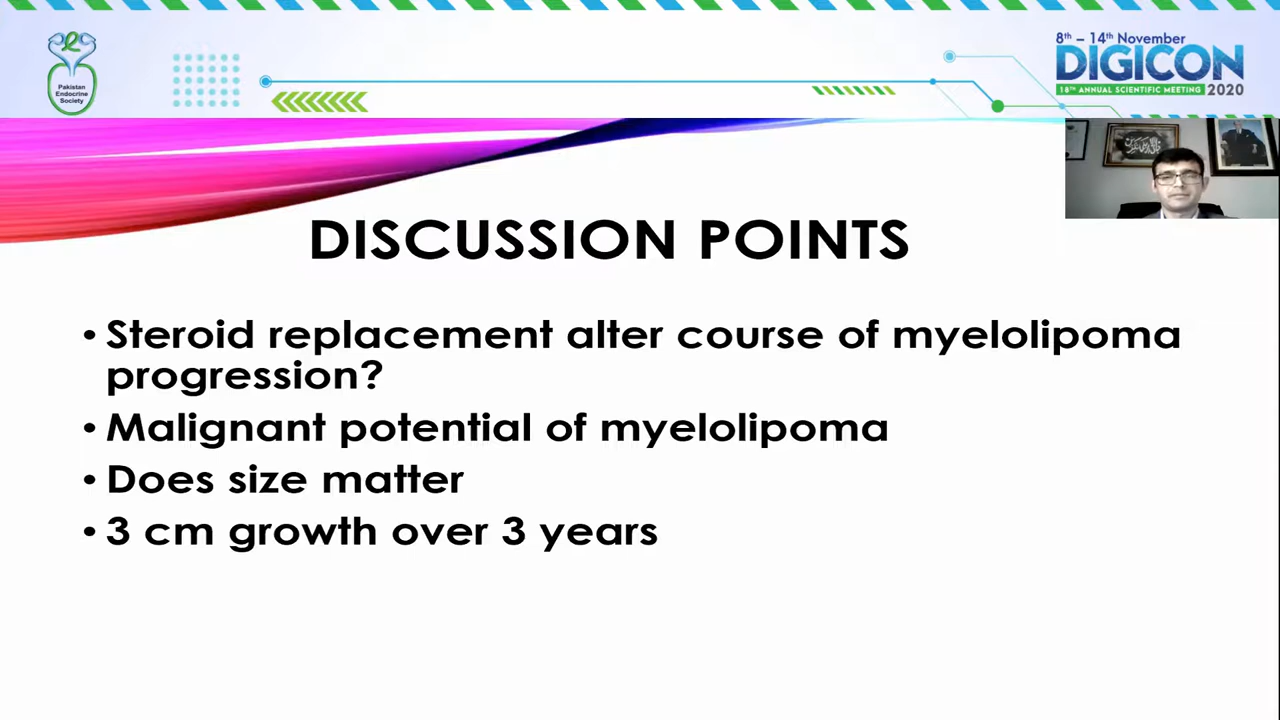 Pakistan
Endocrine
Society
8th – 14th November
DIGICON
18TH ANNUAL SCIENTIFIC MEETING 2020
DISCUSSION POINTS
• Steroid replacement alter course of myelolipoma
progression?
• Malignant potential of myelolipoma
• Does size matter
• 3 cm growth over 3 years